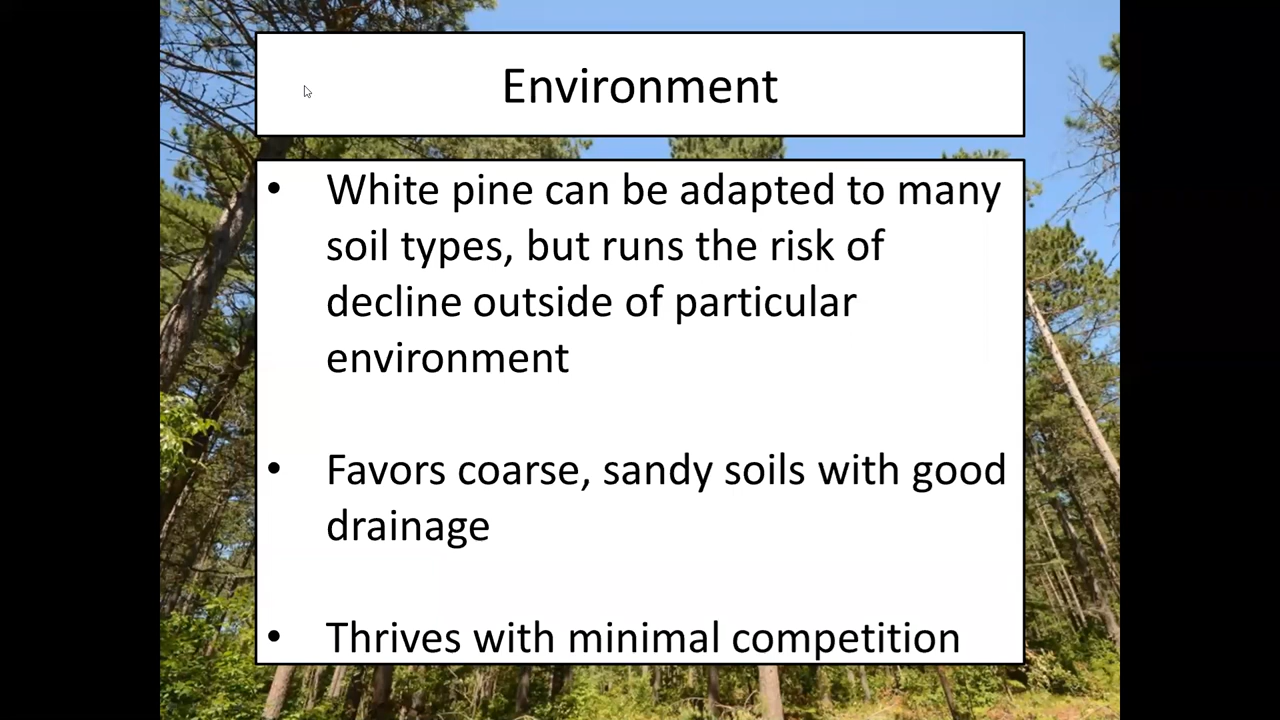 Environment
• White pine can be adapted to many
soil types, but runs the risk of
decline outside of particular
environment
• Favors coarse, sandy soils with good
drainage
• Thrives with minimal competition